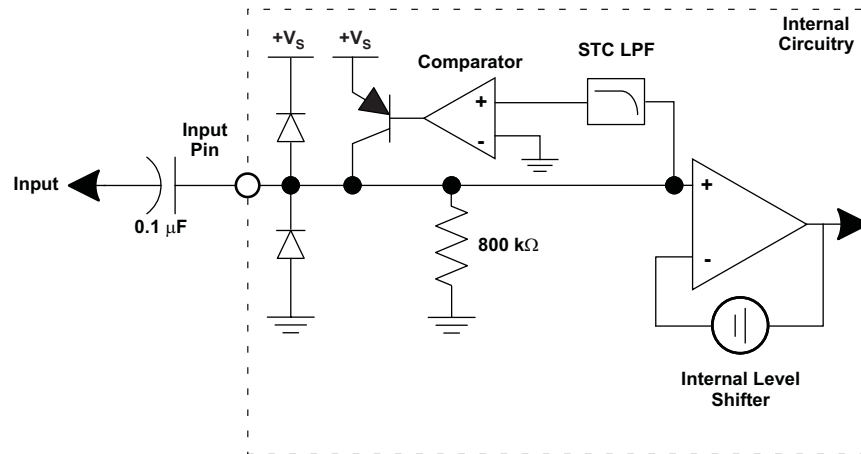 Internal
Circuitry
+VS
+VS
STC LPF
Comparator
+
-
Input
Pin
Input
0.1 μF
800 kΩ
+
-
Internal Level
Shifter